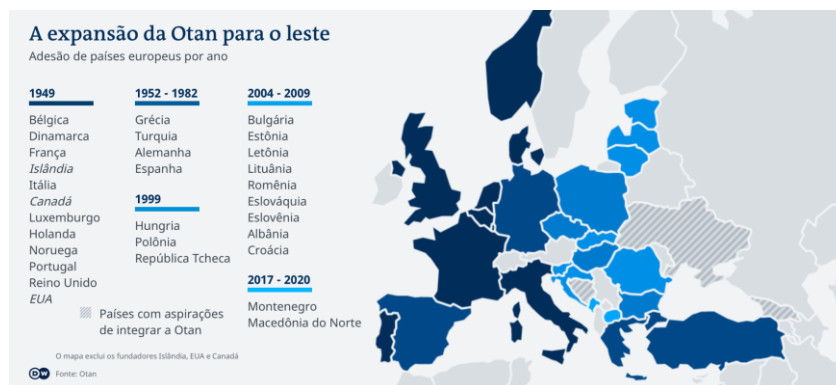 A expansão da Otan para o leste
Adesão de países europeus por ano
1949
Bélgica
Dinamarca
França
Islândia
Itália
Canadá
Luxemburgo
Holanda
Noruega
Portugal
Reino Unido
EUA
1952 - 1982
Grécia
Turquia
Alemanha
Espanha
1999
Hungria
Polônia
República Tcheca
2004 - 2009
Bulgária
Estônia
Letônia
Lituânia
Romênia
Eslováquia
Eslovênia
Albânia
Croácia
2017 - 2020
Montenegro
Macedônia do Norte
Países com aspirações
de integrar a Otan
O mapa exclui os fundadores Islândia, EUA e Canadá
DW Fonte: Otan